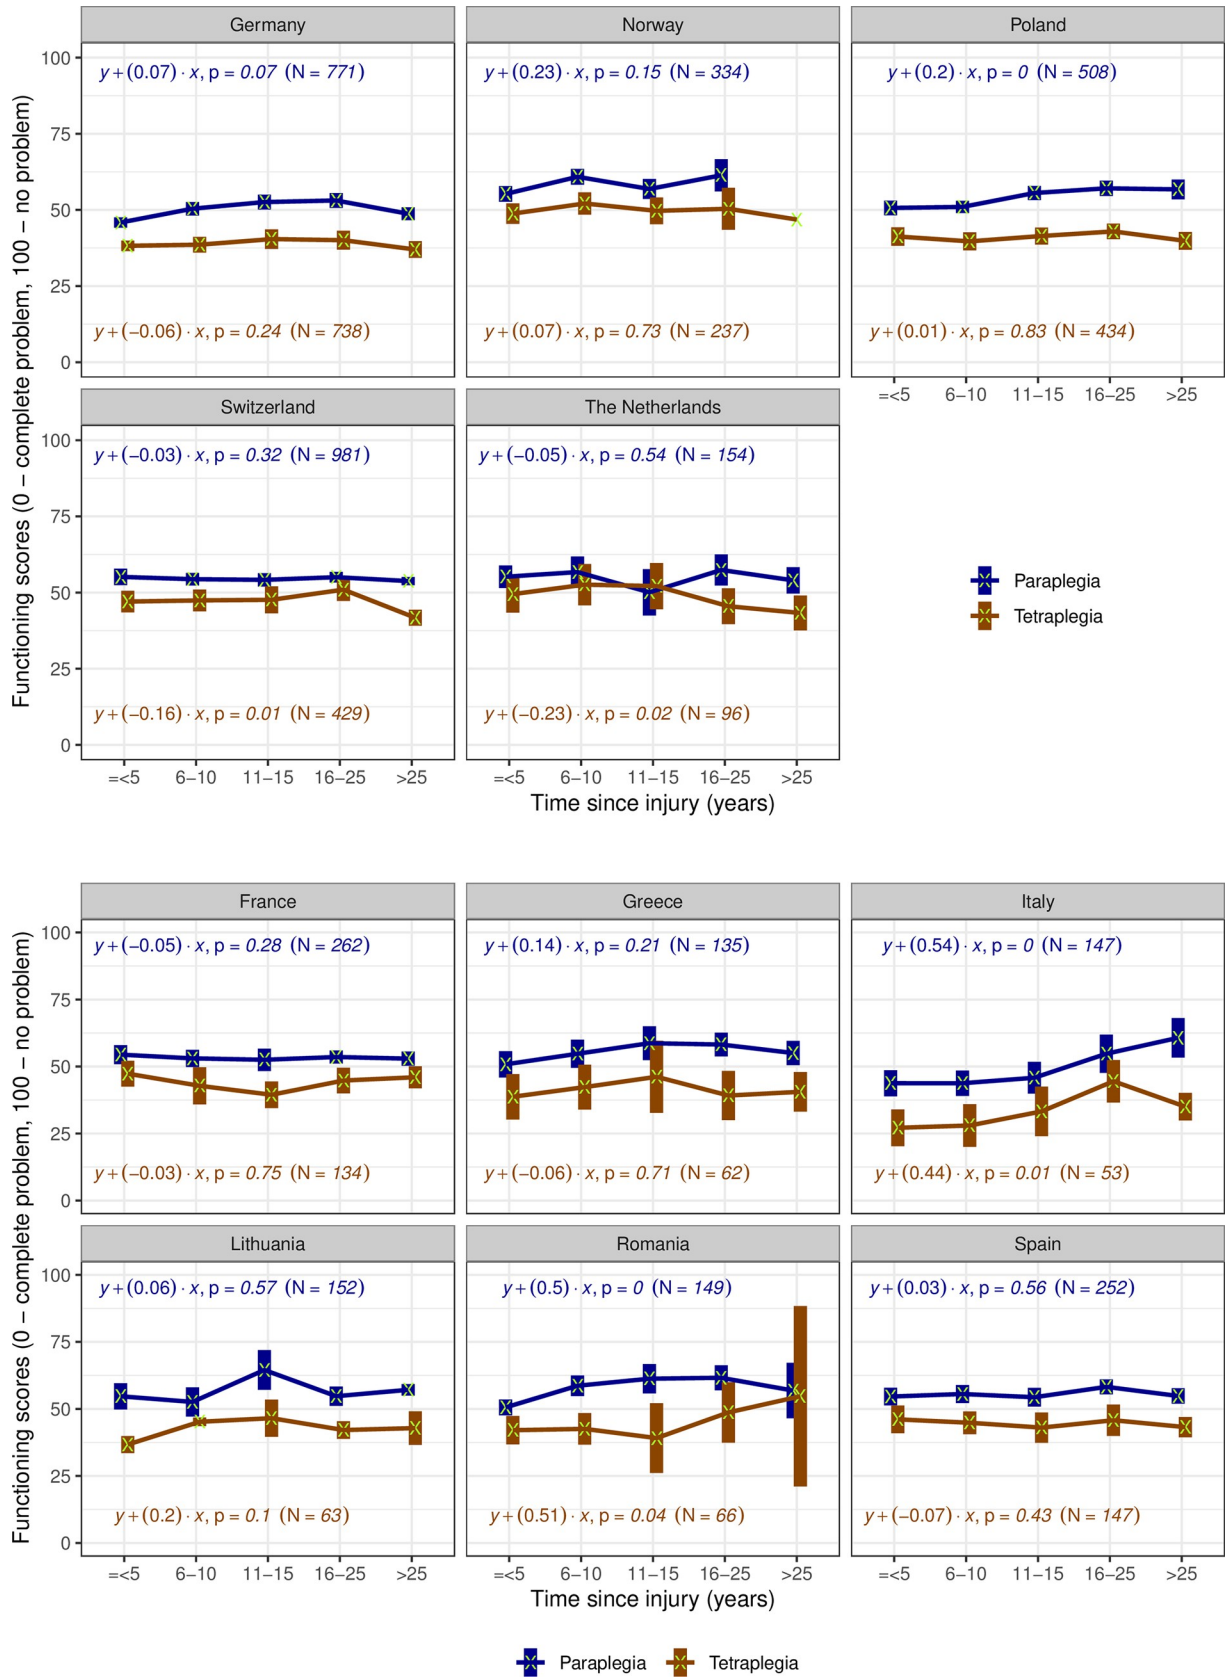 Germany
Norway
Poland
Functioning scores (0 − complete problem, 100 − no problem)
100
75
50
25
0
y + (0.07) · x, p = 0.07 (N = 771)
y + (0.23) · x, p = 0.15 (N = 334)
y + (0.2) · x, p = 0 (N = 508)
y + (−0.06) · x, p = 0.24 (N = 738)
y + (0.07) · x, p = 0.73 (N = 237)
y + (0.01) · x, p = 0.83 (N = 434)
=<5 6−10 11−15 16−25 >25
Switzerland
The Netherlands
100
75
50
25
0
y + (−0.03) · x, p = 0.32 (N = 981)
y + (−0.05) · x, p = 0.54 (N = 154)
y + (−0.16) · x, p = 0.01 (N = 429)
y + (−0.23) · x, p = 0.02 (N = 96)
Paraplegia
Tetraplegia
=<5 6−10 11−15 16−25 >25
=<5 6−10 11−15 16−25 >25
Time since injury (years)
France
Greece
Italy
Functioning scores (0 − complete problem, 100 − no problem)
100
75
50
25
0
y + (−0.05) · x, p = 0.28 (N = 262)
y + (0.14) · x, p = 0.21 (N = 135)
y + (0.54) · x, p = 0 (N = 147)
y + (−0.03) · x, p = 0.75 (N = 134)
y + (−0.06) · x, p = 0.71 (N = 62)
y + (0.44) · x, p = 0.01 (N = 53)
Lithuania
Romania
Spain
100
75
50
25
0
y + (0.06) · x, p = 0.57 (N = 152)
y + (0.5) · x, p = 0 (N = 149)
y + (0.03) · x, p = 0.56 (N = 252)
y + (0.2) · x, p = 0.1 (N = 63)
y + (0.51) · x, p = 0.04 (N = 66)
y + (−0.07) · x, p = 0.43 (N = 147)
=<5 6−10 11−15 16−25 >25
=<5 6−10 11−15 16−25 >25
=<5 6−10 11−15 16−25 >25
Time since injury (years)
Paraplegia Tetraplegia